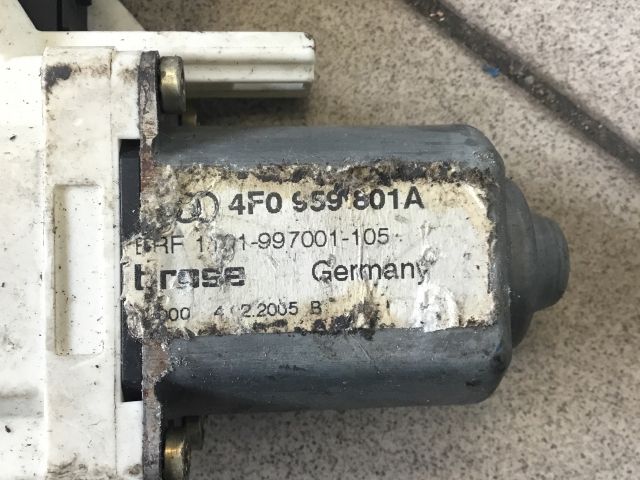 4F0 959 801A
997001-105
brose Germany
2.2005 B